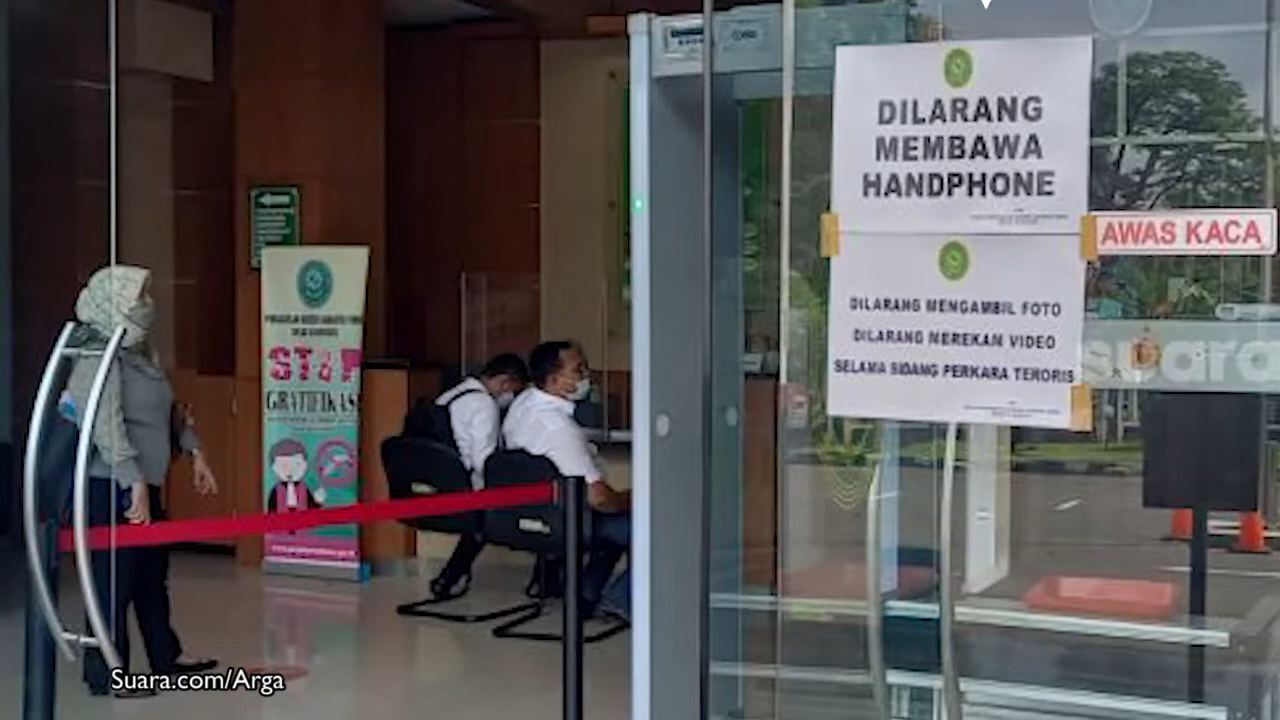 DILARANG
MEMBAWA
HANDPHONE
AWAS KACA
DILARANG MENGAMBIL FOTO
DILARANG MEREKAN VIDEO
SELAMA SIDANG PERKARA TERORIS
suara
STOP
GRATIFIKASI
Suara.com/Arga